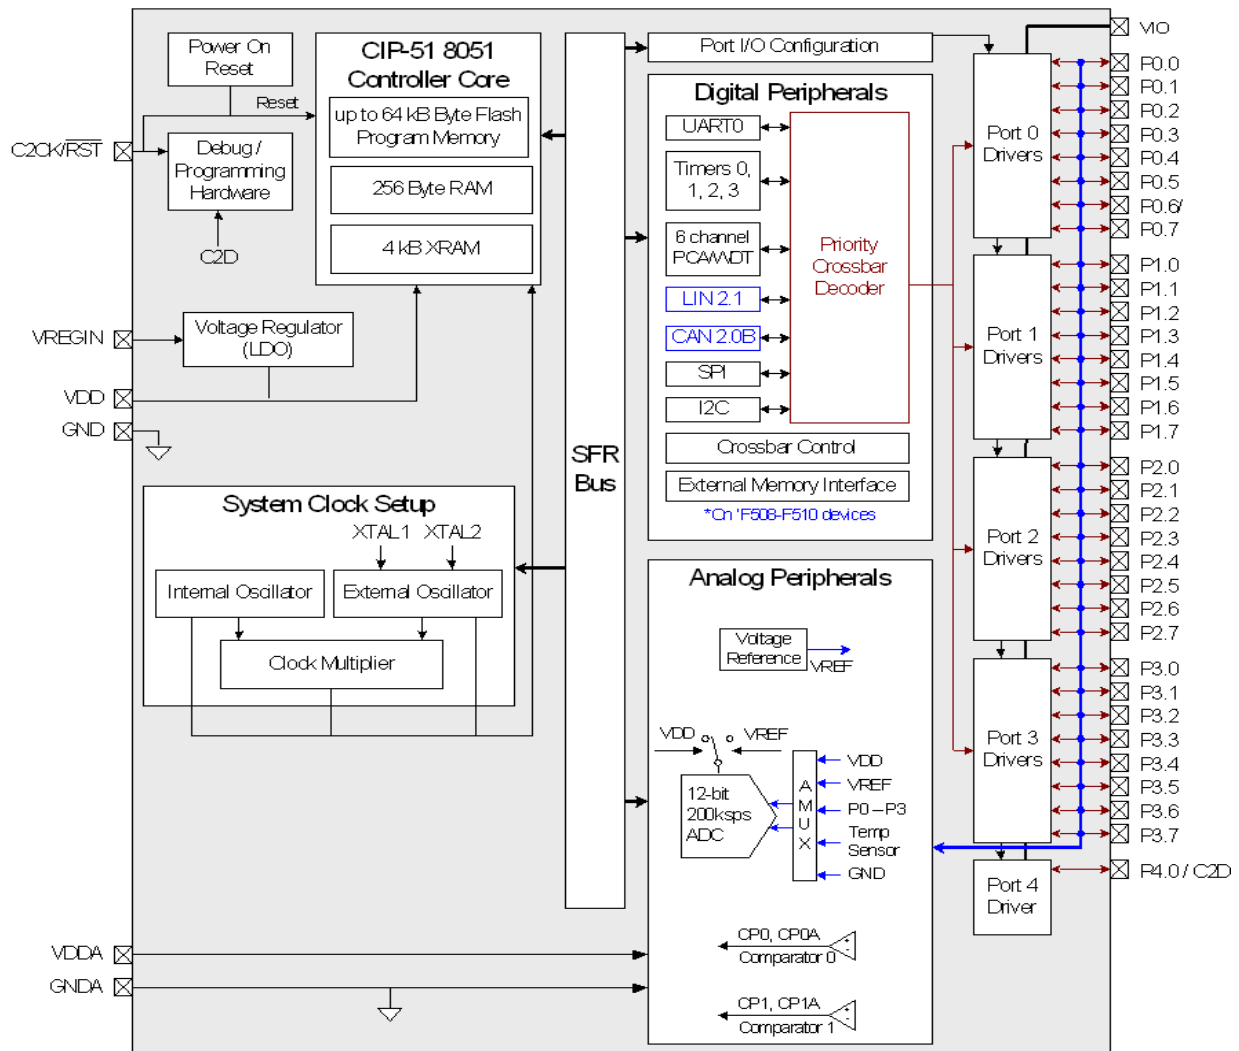 Power On
Reset
Reset
C2CK/RST
Debug /
Programming
Hardware
C2D
CIP-51 8051
Controller Core
up to 64 kB Byte Flash
Program Memory
256 Byte RAM
4 kB XRAM
VREGIN
Voltage Regulator
(LDO)
VDD
GND
System Clock Setup
XTAL1 XTAL2
Internal Oscillator
External Oscillator
Clock Multiplier
VDDA
GNDA
SFR
Bus
Port I/O Configuration
Digital Peripherals
UART0
Timers 0,
1, 2, 3
6 channel
PCA/WDT
LIN 2.1
CAN 2.0B
SPI
I2C
Priority
Crossbar
Decoder
Crossbar Control
External Memory Interface
*On 'F508-F510 devices
Analog Peripherals
Voltage
Reference
VREF
VDD
VREF
12-bit
200ksps
ADC
A
M
U
X
VDD
VREF
P0 – P3
Temp
Sensor
GND
CP0, CP0A
Comparator 0
CP1, CP1A
Comparator 1
Port 0
Drivers
Port 1
Drivers
Port 2
Drivers
Port 3
Drivers
Port 4
Driver
VIO
P0.0
P0.1
P0.2
P0.3
P0.4
P0.5
P0.6/
P0.7
P1.0
P1.1
P1.2
P1.3
P1.4
P1.5
P1.6
P1.7
P2.0
P2.1
P2.2
P2.3
P2.4
P2.5
P2.6
P2.7
P3.0
P3.1
P3.2
P3.3
P3.4
P3.5
P3.6
P3.7
P4.0 / C2D